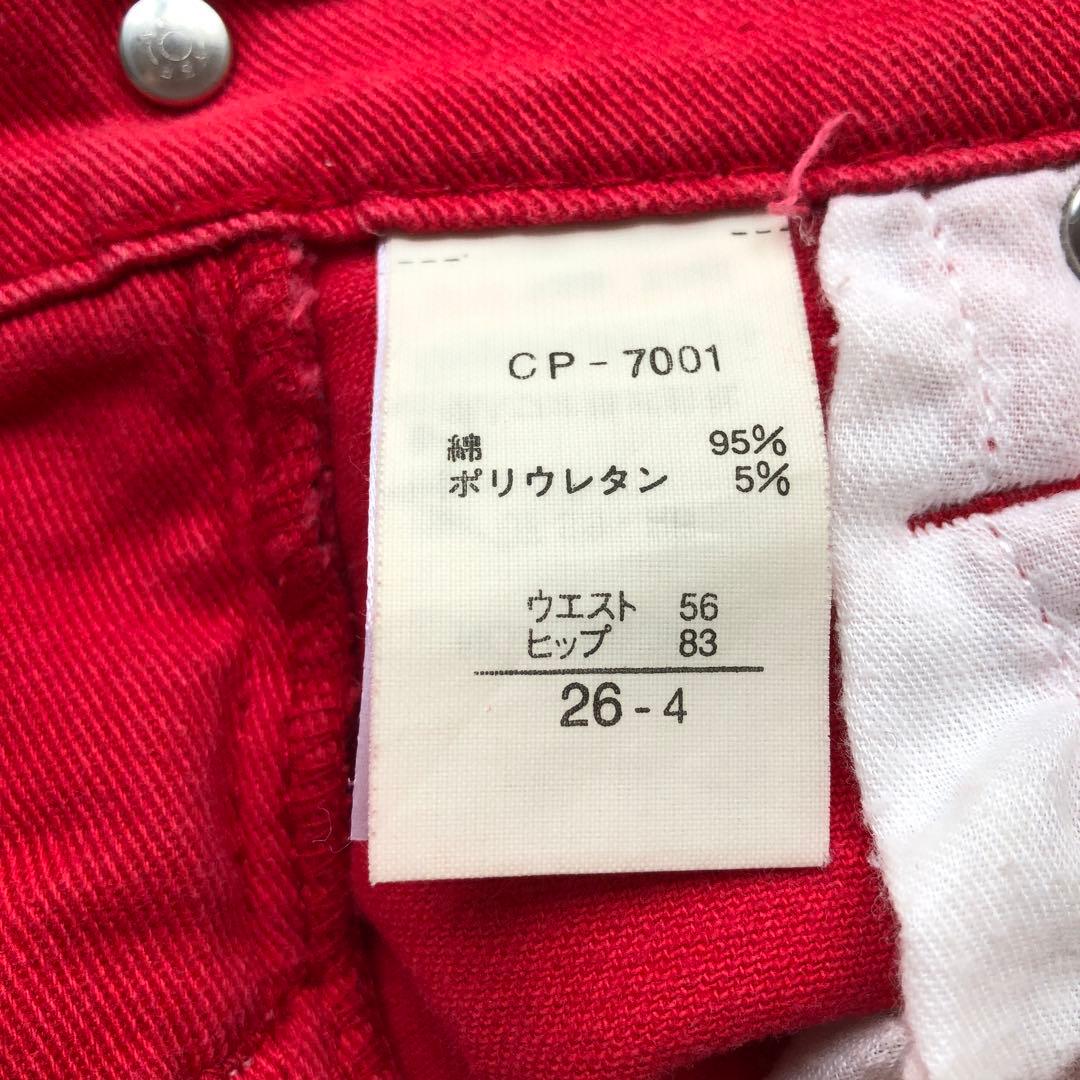 CP-7001
綿 95%
ポリウレタン 5%
ウエスト 56
ヒップ 83
26-4